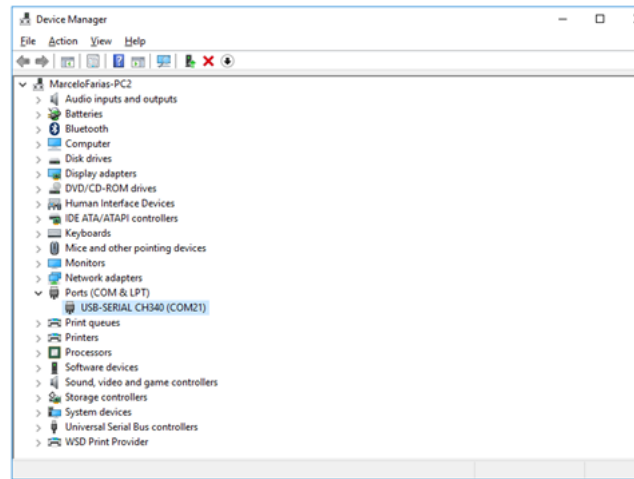 Device Manager
File Action View Help
MarceloFarias-PC2
Audio inputs and outputs
Batteries
Bluetooth
Computer
Disk drives
Display adapters
DVD/CD-ROM drives
Human Interface Devices
IDE ATA/ATAPI controllers
Keyboards
Mice and other pointing devices
Monitors
Network adapters
Ports (COM & LPT)
USB-SERIAL CH340 (COM21)
Print queues
Printers
Processors
Software devices
Sound, video and game controllers
Storage controllers
System devices
Universal Serial Bus controllers
WSD Print Provider